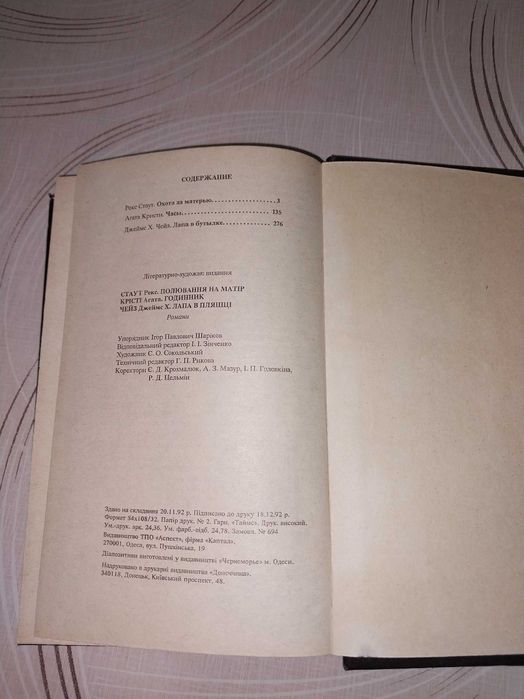 СОДЕРЖАНИЕ
Рекс Стаут. Охота за матерью. . . . . . . . . . . . . . . . .3
Агата Кристи. Часы. . . . . . . . . . . . . . . . . . . . . . 135
Джеймс Х. Чейз. Лапа в бутылке. . . . . . . . . . . . . 276
Літературно-художнє видання
СТАУТ Рекс. ПОЛЮВАННЯ НА МАТІР
КРІСТІ Агата. ГОДИННИК
ЧЕЙЗ Джеймс Х. ЛАПА В ПЛЯШЦІ
Романи
Упорядник Ігор Павлович Шаріков
Відповідальний редактор І. І. Зінченко
Художник Є. О. Сокольський
Технічний редактор Г. П. Рикова
Коректори Є. Д. Крохмалюк, А. З. Мазур, І. П. Головкіна,
Р. Д. Цельмін
Здано на складання 20.11.92 р. Підписано до друку 18.12.92 р.
Формат 84х108/32. Папір друк. № 2. Гарн. «Таймс». Друк. високий.
Ум.-друк. арк. 24,36. Ум. фарб.-відб. 24,78. Замовл. № 694
Видавництво ТПО «Аспект», фірма «Каптал»,
270001, Одеса, вул. Пушкінська, 19
Діапозитиви виготовлені у видавництві «Черноморье» м. Одеси.
Надруковано в друкарні видавництва «Донеччина»,
340118, Донецьк, Київський проспект, 48.